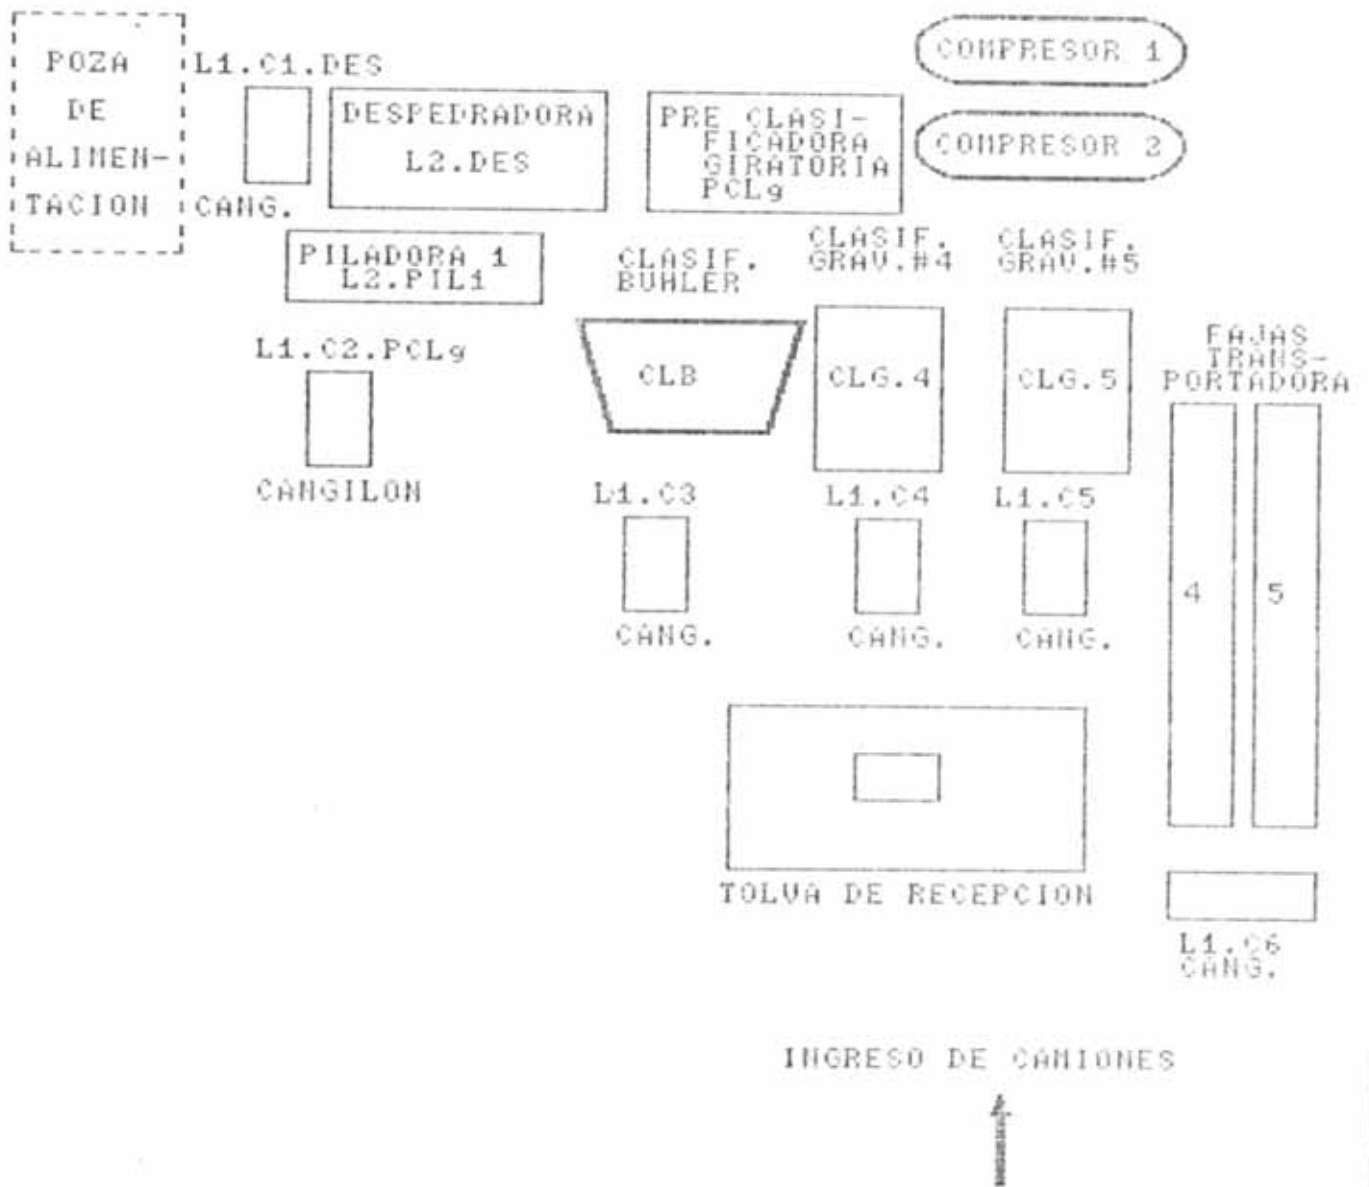 POZA
DE
ALIMEN-
TACION
L1.C1.DES
CANG.
DESPEDRADORA
L2.DES
PRE CLASI-
FICADORA
GIRATORIA
PCLg
COMPRESOR 1
COMPRESOR 2
PILADORA 1
L2.PIL1
CLASIF.
BUHLER
CLASIF.
GRAV.#4
CLASIF.
GRAV.#5
L1.C2.PCLg
CANGILON
CLB
CLG.4
CLG.5
FAJAS
TRANS-
PORTADORA
L1.C3
CANG.
L1.C4
CANG.
L1.C5
CANG.
4
5
TOLVA DE RECEPCION
L1.C6
CANG.
INGRESO DE CAMIONES